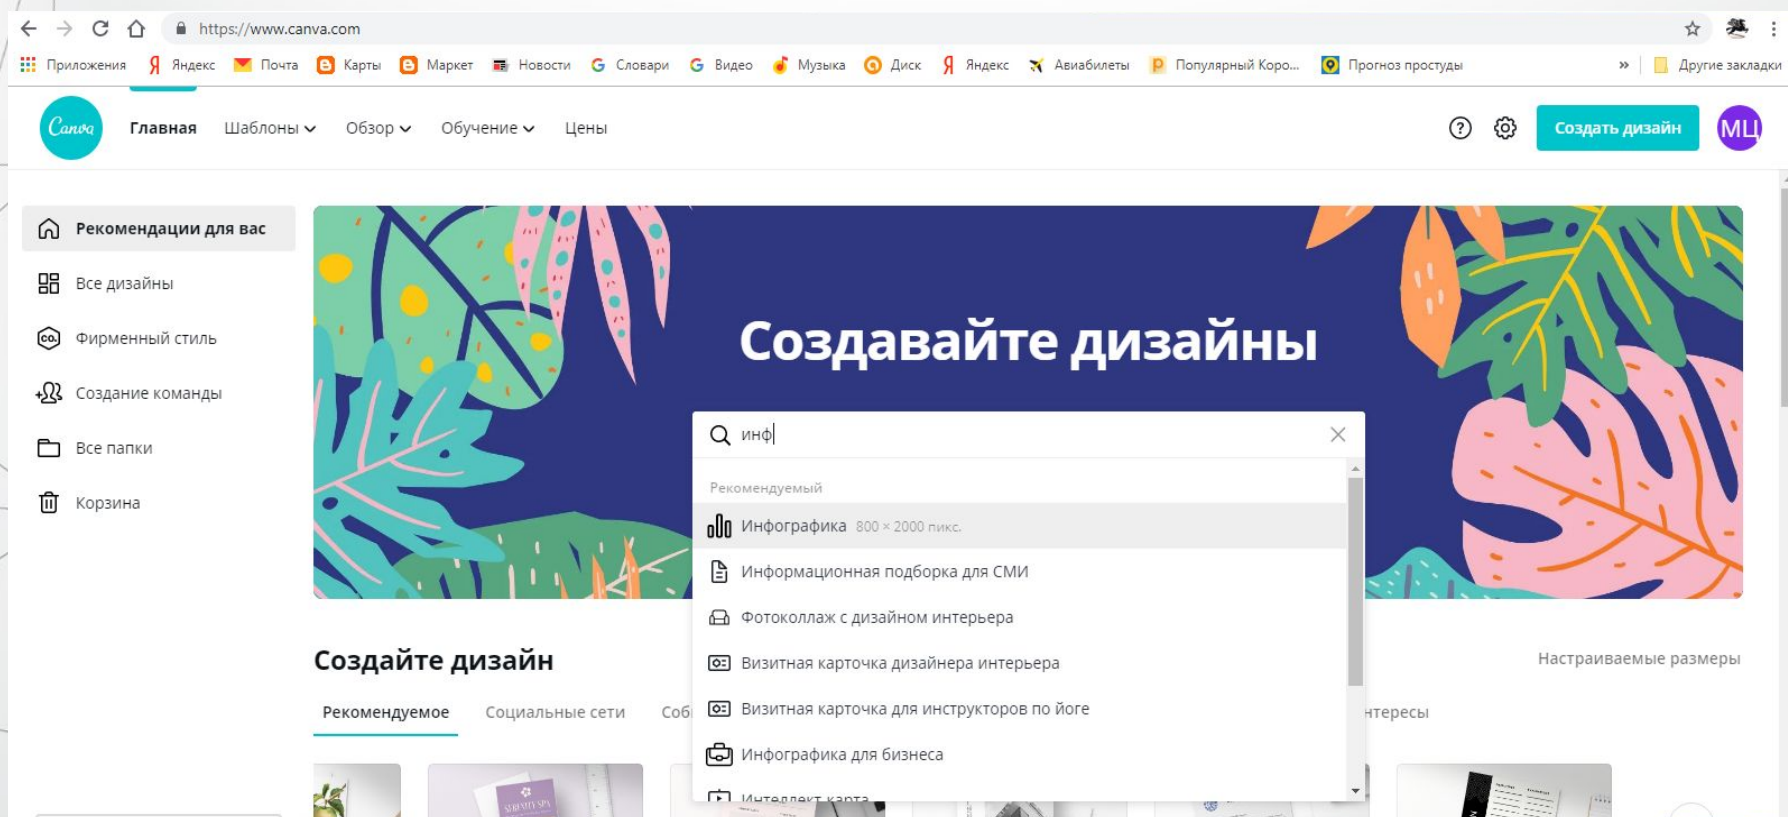 https://www.canva.com
Приложения Яндекс Почта Карты Маркет Новости Словари Видео Музыка Диск Яндекс Авиабилеты Популярный Коро... Прогноз простуды » Другие закладки
Canva Главная Шаблоны Обзор Обучение Цены Создать дизайн МЦ
Рекомендации для вас
Все дизайны
Фирменный стиль
Создание команды
Все папки
Корзина
Создавайте дизайны
инф
Рекомендуемый
Инфографика 800 × 2000 пикс.
Информационная подборка для СМИ
Фотоколлаж с дизайном интерьера
Визитная карточка дизайнера интерьера
Визитная карточка для инструкторов по йоге
Инфографика для бизнеса
Интеллект карта
Создайте дизайн
Настраиваемые размеры
Рекомендуемое Социальные сети
SERENITY SPA